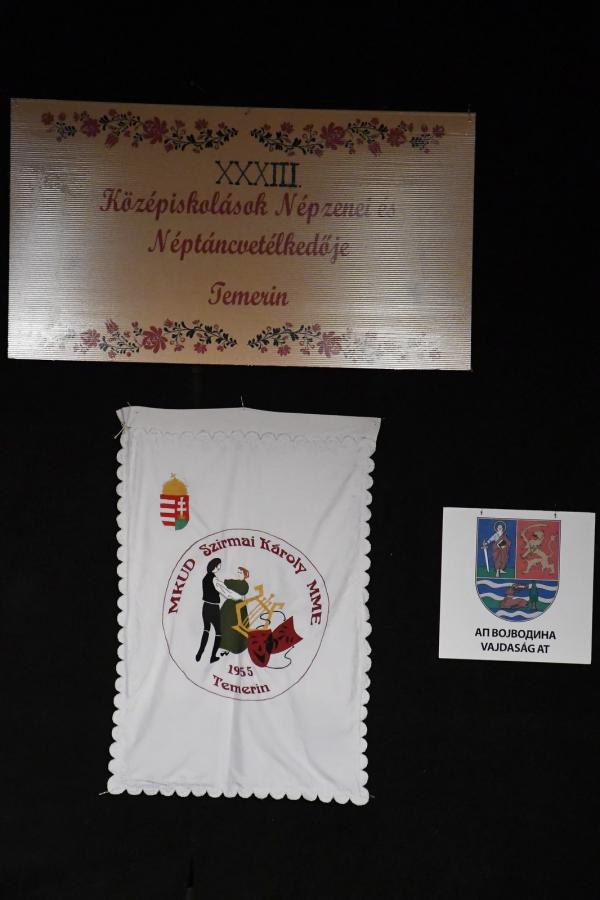 XXXIII.
Középiskolások Népzenei és
Néptáncvetélkedője
Temerin
MKUD Szirmai Károly MME
1955
Temerin
АП ВОЈВОДИНА
VAJDASÁG AT